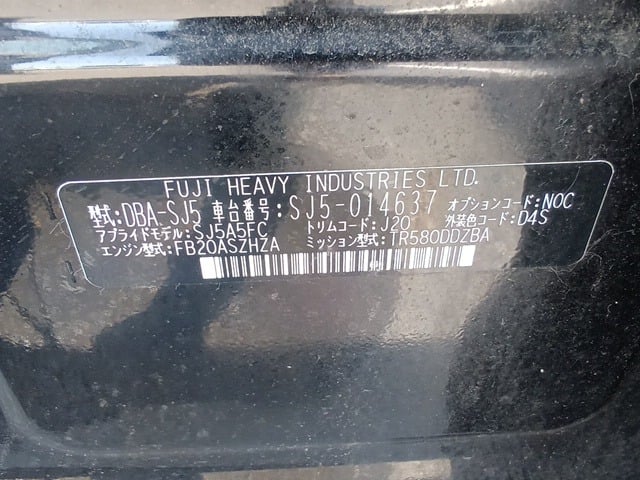 FUJI HEAVY INDUSTRIES LTD.
型式:DBA-SJ5 車台番号:SJ5-014637 オプションコード:NOC
アプライドモデル:SJ5A5FC トリムコード:J20 外装色コード:D4S
エンジン型式:FB20ASZHZA ミッション型式:TR580DDZBA